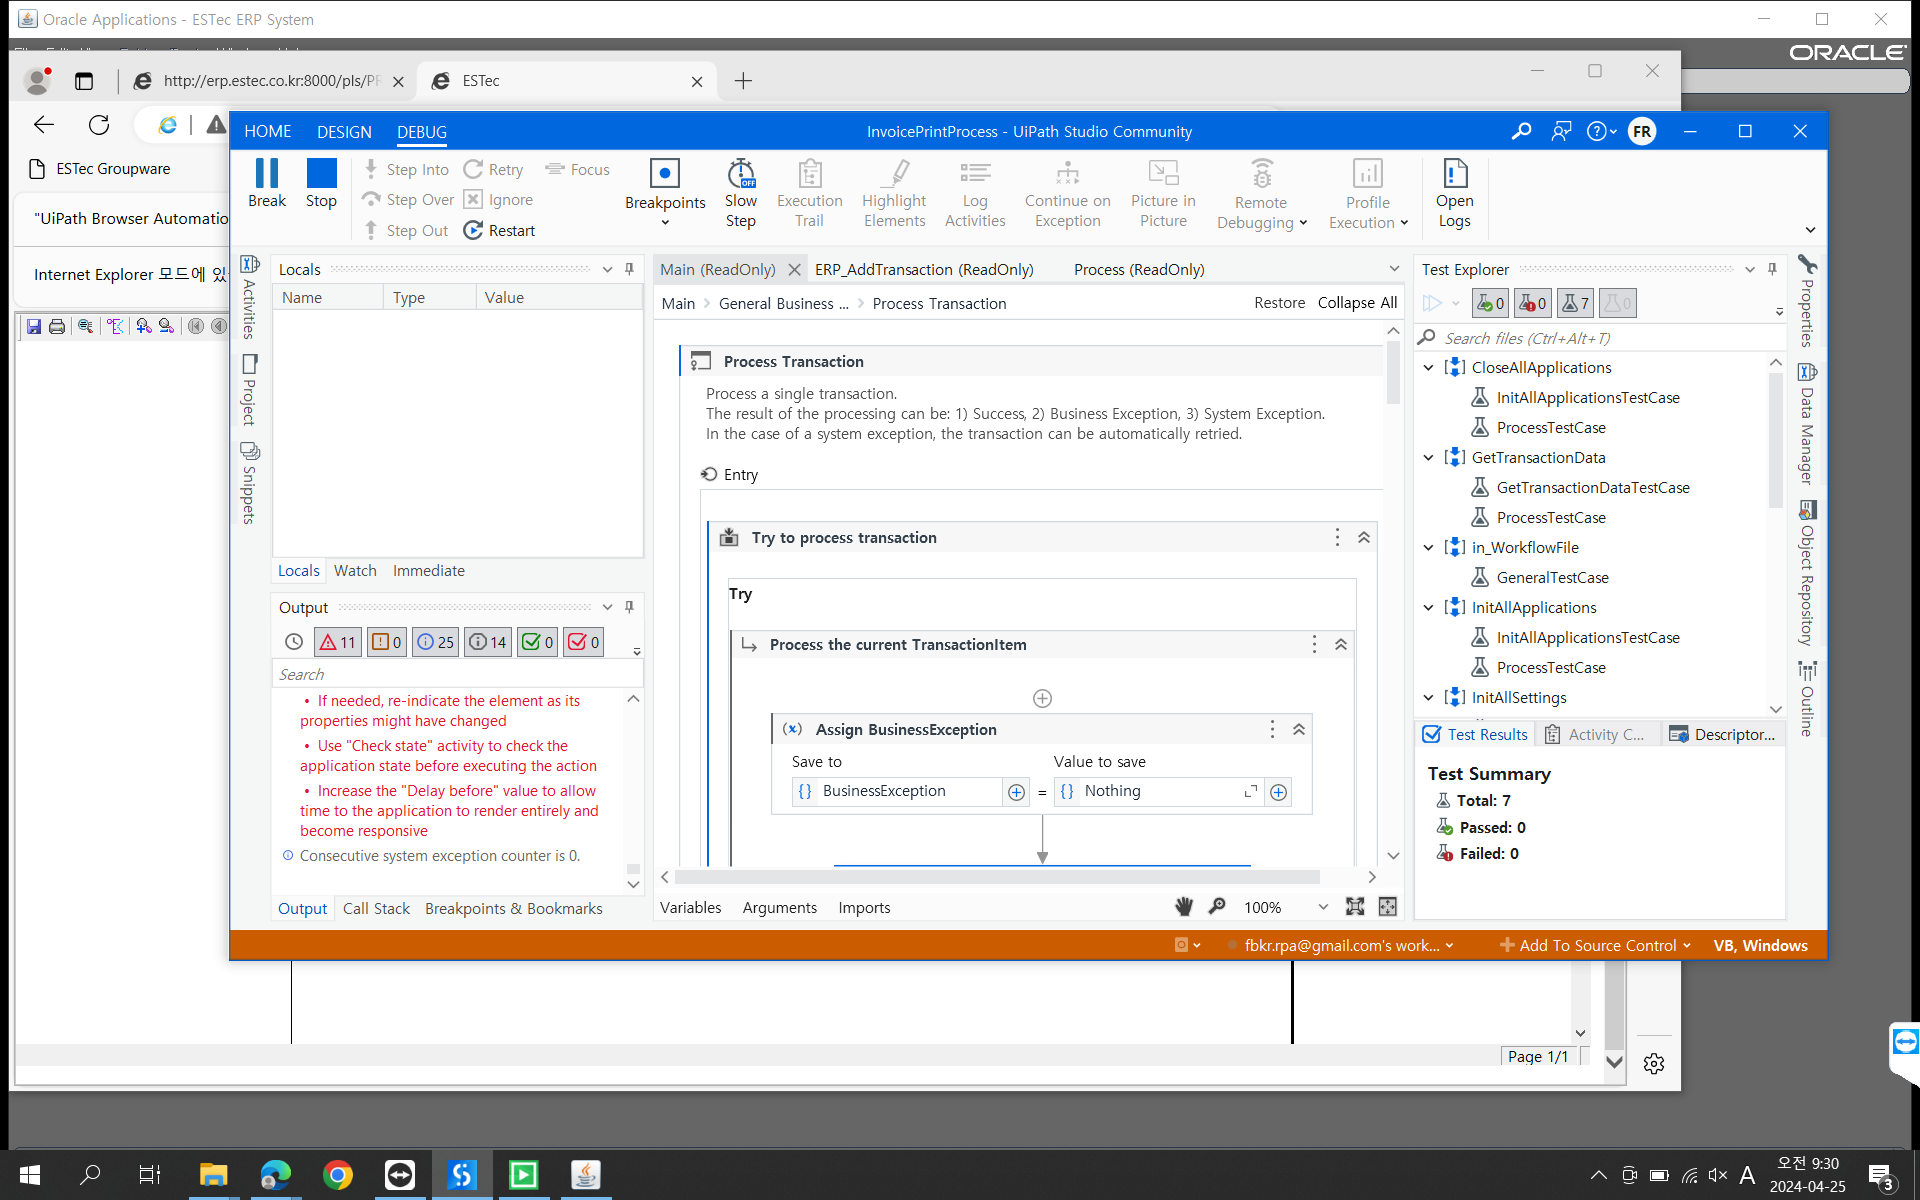 Oracle Applications - ESTec ERP System
ORACLE
http://erp.estec.co.kr:8000/pls/PR
ESTec
ESTec Groupware
"UiPath Browser Automatio
Internet Explorer 모드에 있
HOME
DESIGN
DEBUG
InvoicePrintProcess - UiPath Studio Community
FR
Break
Stop
Step Into
Step Over
Step Out
Retry
Ignore
Restart
Focus
Breakpoints
Slow Step
OFF
Execution Trail
Highlight Elements
Log Activities
Continue on Exception
Picture in Picture
Remote Debugging
Profile Execution
Open Logs
Activities
Project
Snippets
Locals
Name
Type
Value
Locals
Watch
Immediate
Output
11
0
25
14
0
0
Search
• If needed, re-indicate the element as its
properties might have changed
• Use "Check state" activity to check the
application state before executing the action
• Increase the "Delay before" value to allow
time to the application to render entirely and
become responsive
Consecutive system exception counter is 0.
Output
Call Stack
Breakpoints & Bookmarks
Main (ReadOnly)
ERP_AddTransaction (ReadOnly)
Process (ReadOnly)
Main > General Business ... > Process Transaction
Restore
Collapse All
Process Transaction
Process a single transaction.
The result of the processing can be: 1) Success, 2) Business Exception, 3) System Exception.
In the case of a system exception, the transaction can be automatically retried.
Entry
Try to process transaction
Try
Process the current TransactionItem
Assign BusinessException
Save to
Value to save
BusinessException
=
Nothing
Variables
Arguments
Imports
100%
Test Explorer
0
0
7
0
Search files (Ctrl+Alt+T)
CloseAllApplications
InitAllApplicationsTestCase
ProcessTestCase
GetTransactionData
GetTransactionDataTestCase
ProcessTestCase
in_WorkflowFile
GeneralTestCase
InitAllApplications
InitAllApplicationsTestCase
ProcessTestCase
InitAllSettings
Test Results
Activity C...
Descriptor...
Test Summary
Total: 7
Passed: 0
Failed: 0
Properties
Data Manager
Object Repository
Outline
fbkr.rpa@gmail.com's work...
Add To Source Control
VB, Windows
Page 1/1
A
오전 9:30
2024-04-25
3